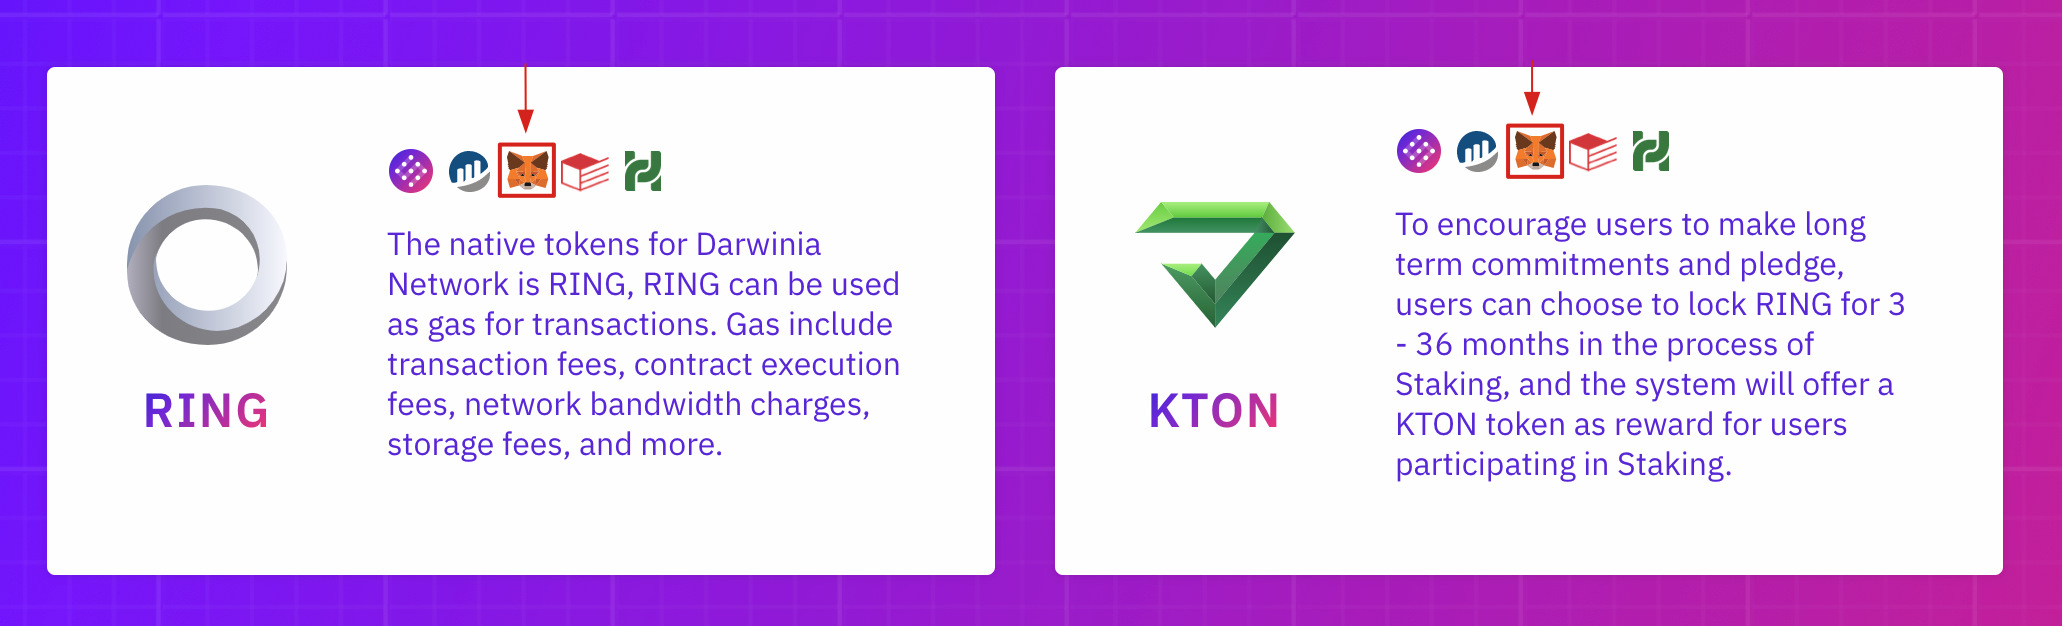 The native tokens for Darwinia
Network is RING, RING can be used
as gas for transactions. Gas include
transaction fees, contract execution
fees, network bandwidth charges,
storage fees, and more.
RING
To encourage users to make long
term commitments and pledge,
users can choose to lock RING for 3
- 36 months in the process of
Staking, and the system will offer a
KTON token as reward for users
participating in Staking.
KTON